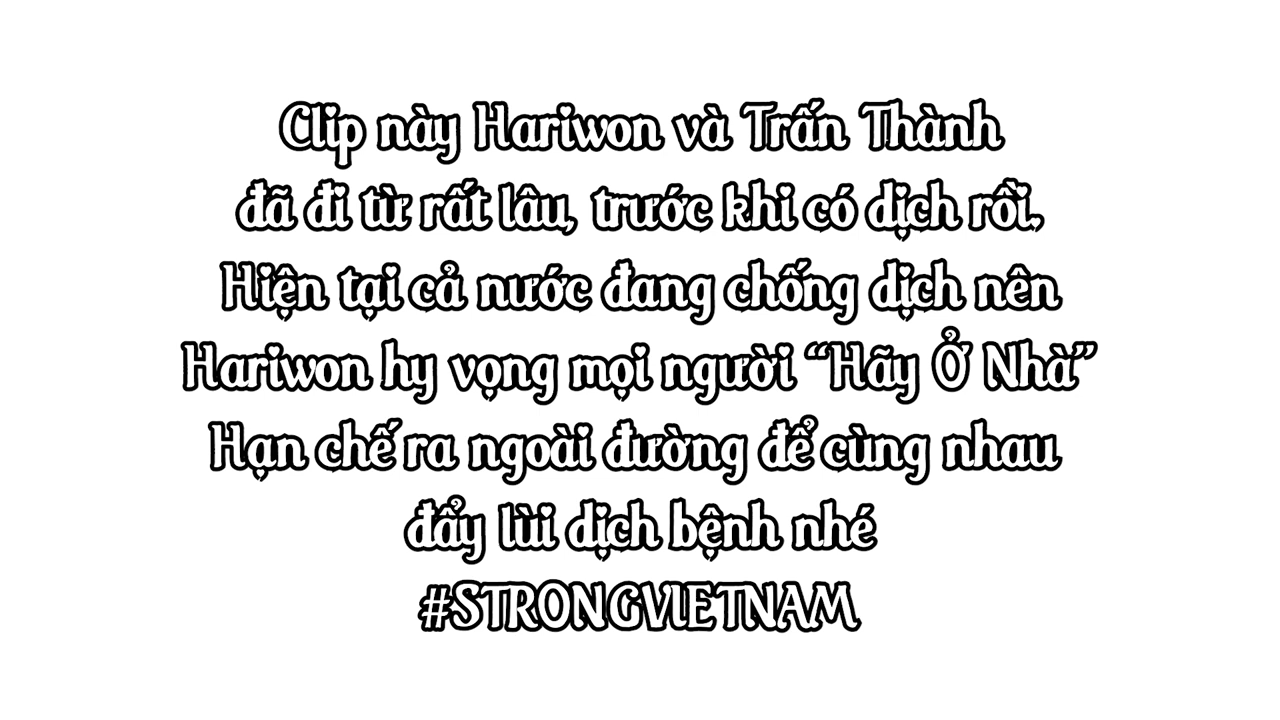 Clip này Hariwon và Trấn Thành
đã đi từ rất lâu, trước khi có dịch rồi.
Hiện tại cả nước đang chống dịch nên
Hariwon hy vọng mọi người “Hãy Ở Nhà”
Hạn chế ra ngoài đường để cùng nhau
đẩy lùi dịch bệnh nhé
#STRONGVIETNAM